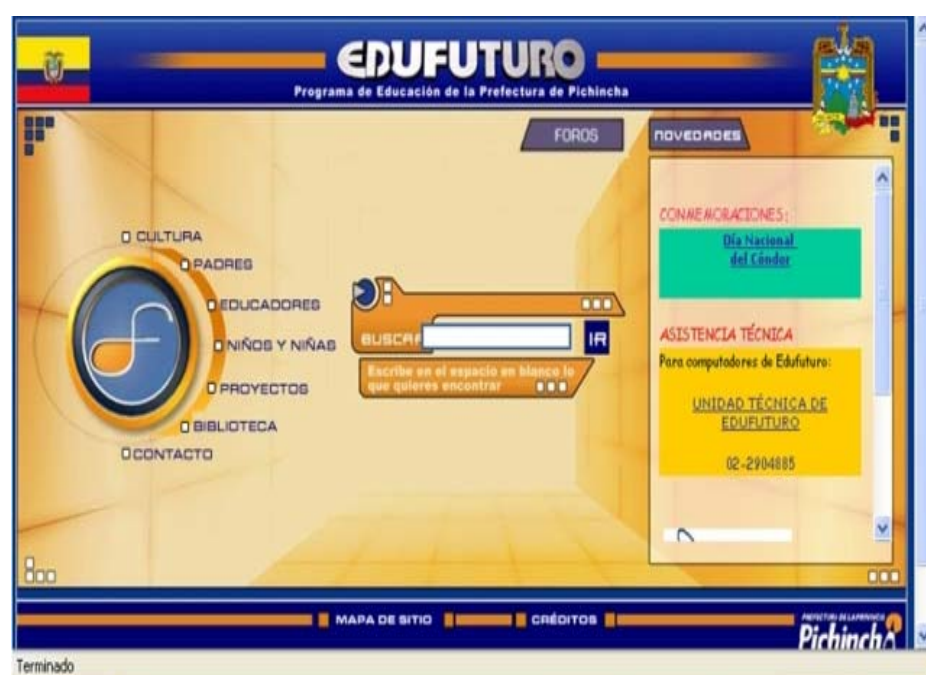 EDUFUTURO
Programa de Educación de la Prefectura de Pichincha
FOROS
NOVEDADES
CULTURA
PADRES
EDUCADORES
NIÑOS Y NIÑAS
PROYECTOS
BIBLIOTECA
CONTACTO
BUSCAR
IR
Escribe en el espacio en blanco lo
que quieres encontrar
CONMEMORACIONES:
Día Nacional
del Cóndor
ASISTENCIA TÉCNICA
Para computadores de Edufuturo:
UNIDAD TÉCNICA DE
EDUFUTURO
02-2904885
MAPA DE SITIO
CRÉDITOS
Pichincha
Terminado